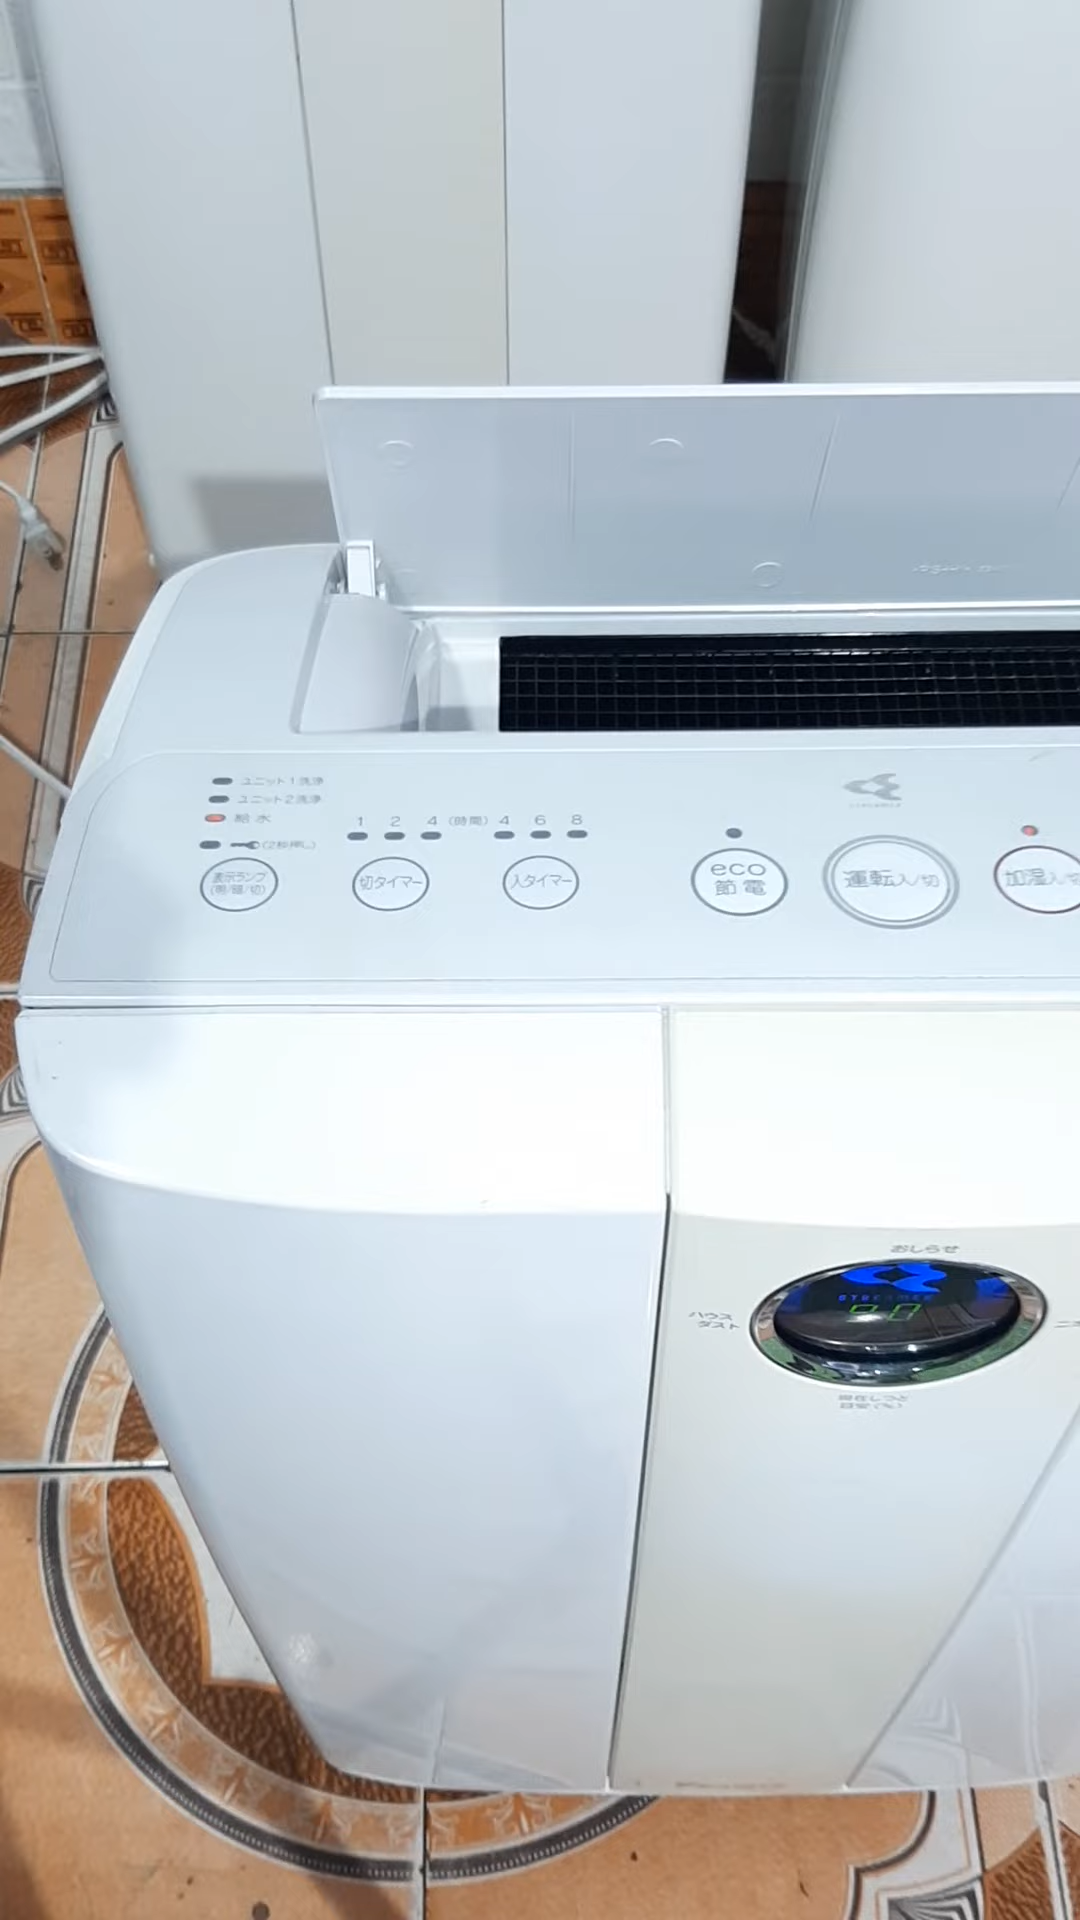 ユニット1洗浄
ユニット2洗浄
給水
(2秒押し)
表示ランプ
(明/暗/切)
1 2 4 (時間) 4 6 8
切タイマー
入タイマー
eco
節電
運転入/切
加湿入/切
おしらせ
ハウス
ダスト
STREAMER
ニオ